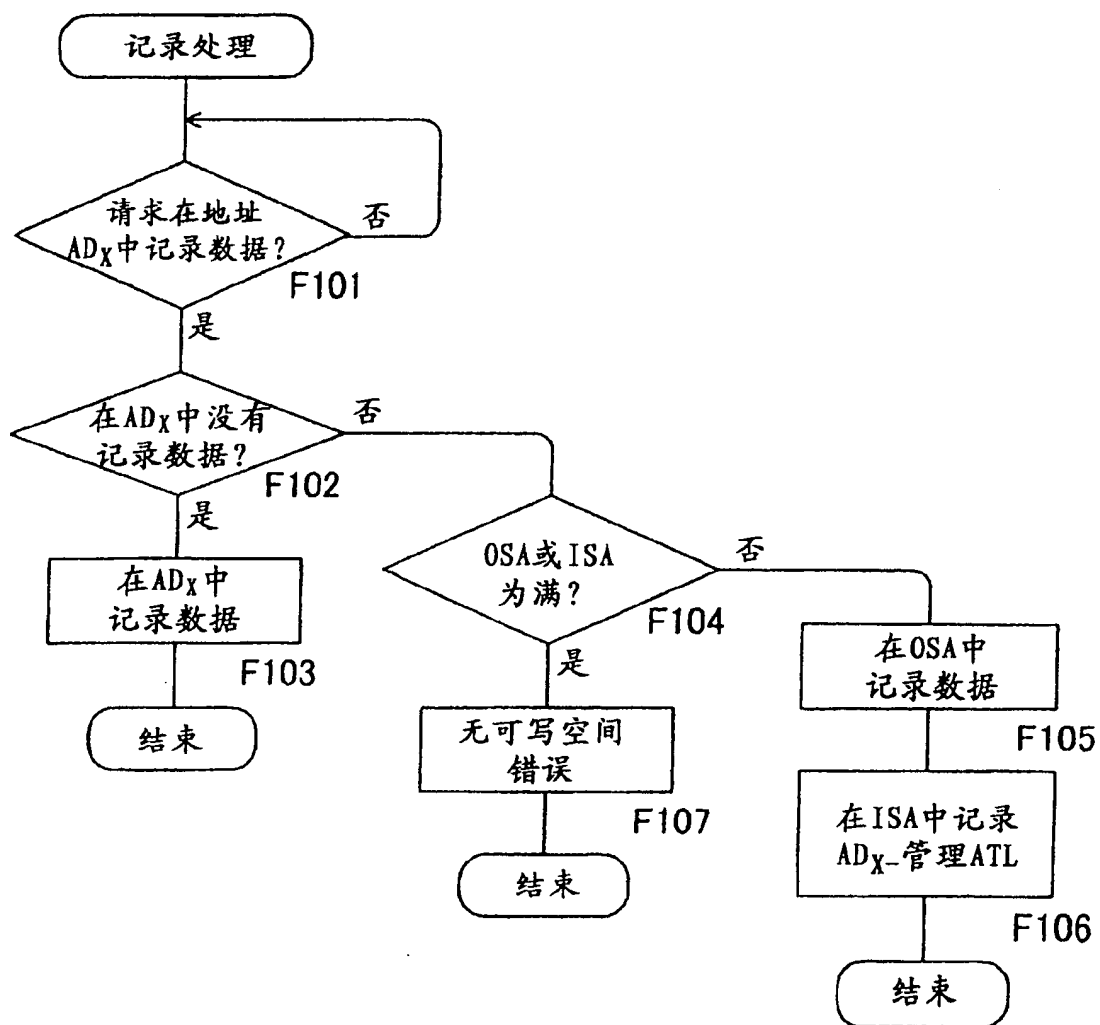 记录处理
请求在地址
ADX中记录数据?
否
F101
是
在ADX中没有
记录数据?
否
F102
是
在ADX中
记录数据
F103
结束
OSA或ISA
为满?
否
F104
是
无可写空间
错误
F107
结束
在OSA中
记录数据
F105
在ISA中记录
ADX-管理ATL
F106
结束